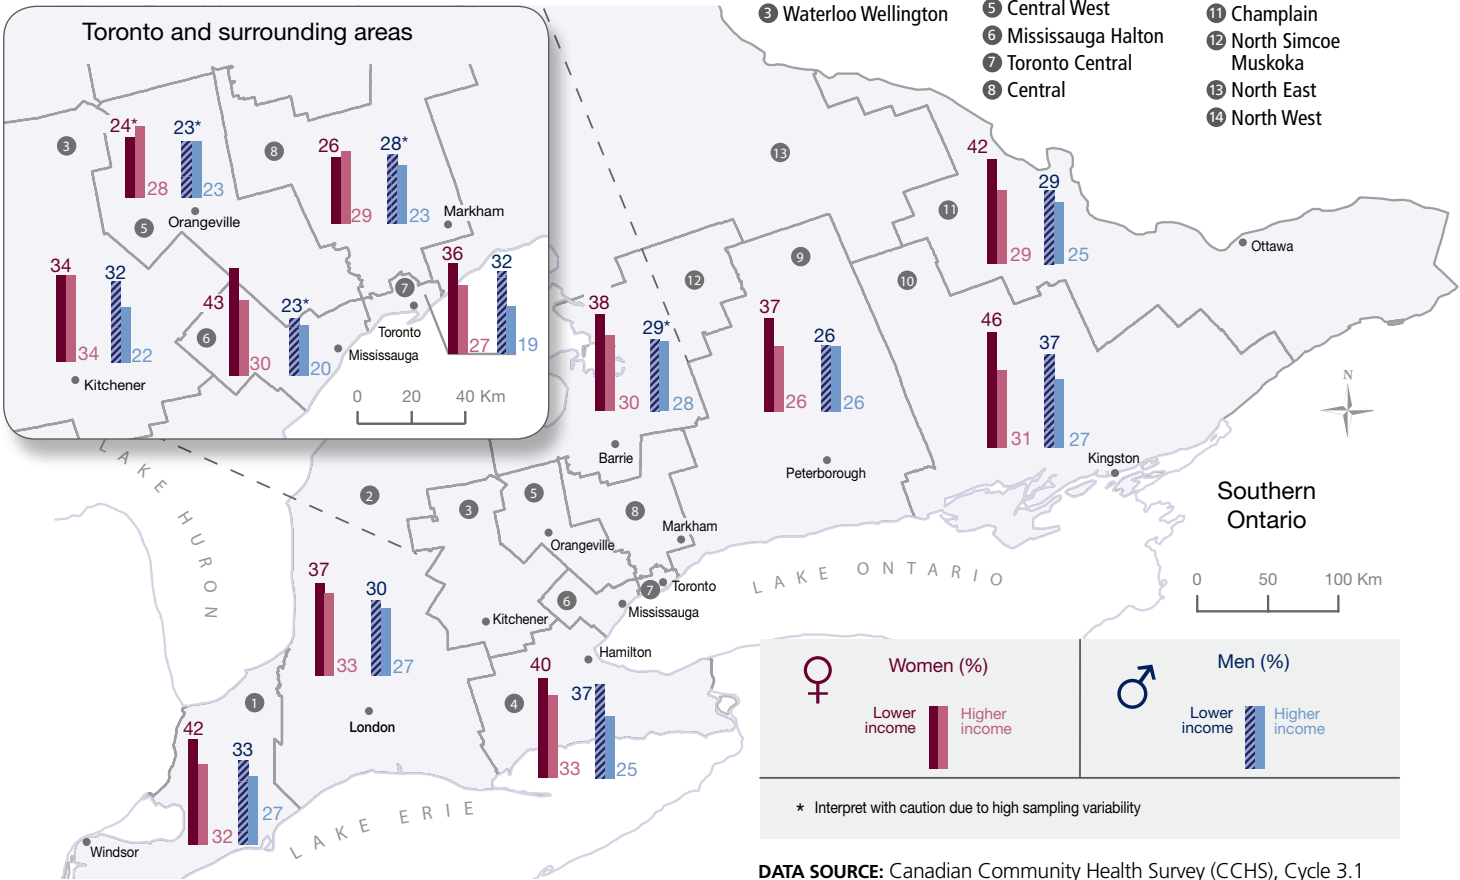 Toronto and surrounding areas
3 Waterloo Wellington
5 Central West
6 Mississauga Halton
7 Toronto Central
8 Central
11 Champlain
12 North Simcoe
Muskoka
13 North East
14 North West
3
24*
28
23*
23
5
Orangeville
8
26
29
28*
23
Markham
34
34
32
22
Kitchener
6
43
30
23*
20
7
Toronto
Mississauga
36
27
32
19
0 20 40 Km
13
11
42
29
29
25
Ottawa
12
38
30
29*
28
Barrie
9
37
26
26
26
Peterborough
10
46
31
37
27
Kingston
N
Southern
Ontario
0 50 100 Km
LAKE HURON
2
3
5
Orangeville
8
Markham
7
Toronto
6
Mississauga
Kitchener
Hamilton
LAKE ONTARIO
37
33
30
27
London
4
40
33
37
25
1
42
32
33
27
Windsor
LAKE ERIE
Women (%)
Lower
income
Higher
income
Men (%)
Lower
income
Higher
income
* Interpret with caution due to high sampling variability
DATA SOURCE: Canadian Community Health Survey (CCHS), Cycle 3.1